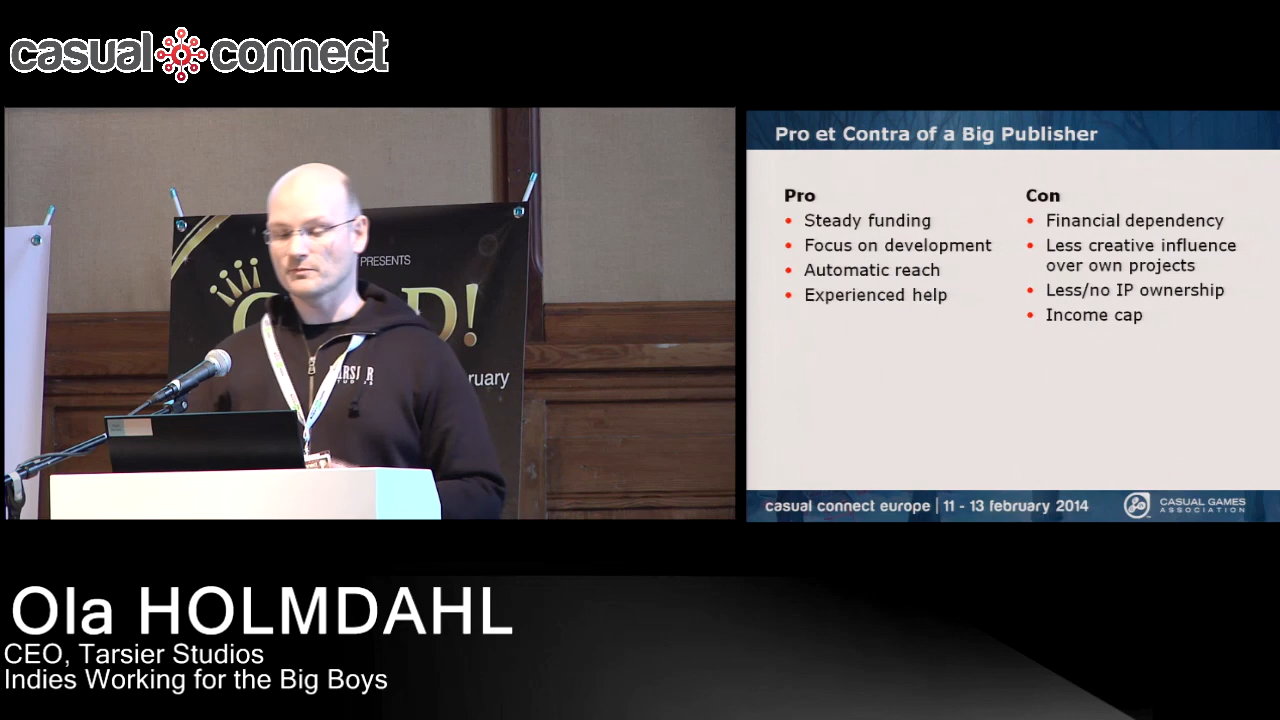 casual connect
PRESENTS
ruary
Pro et Contra of a Big Publisher
Pro
Steady funding
Focus on development
Automatic reach
Experienced help
Con
Financial dependency
Less creative influence
over own projects
Less/no IP ownership
Income cap
casual connect europe | 11 - 13 february 2014
CASUAL GAMES
ASSOCIATION
Ola HOLMDAHL
CEO, Tarsier Studios
Indies Working for the Big Boys